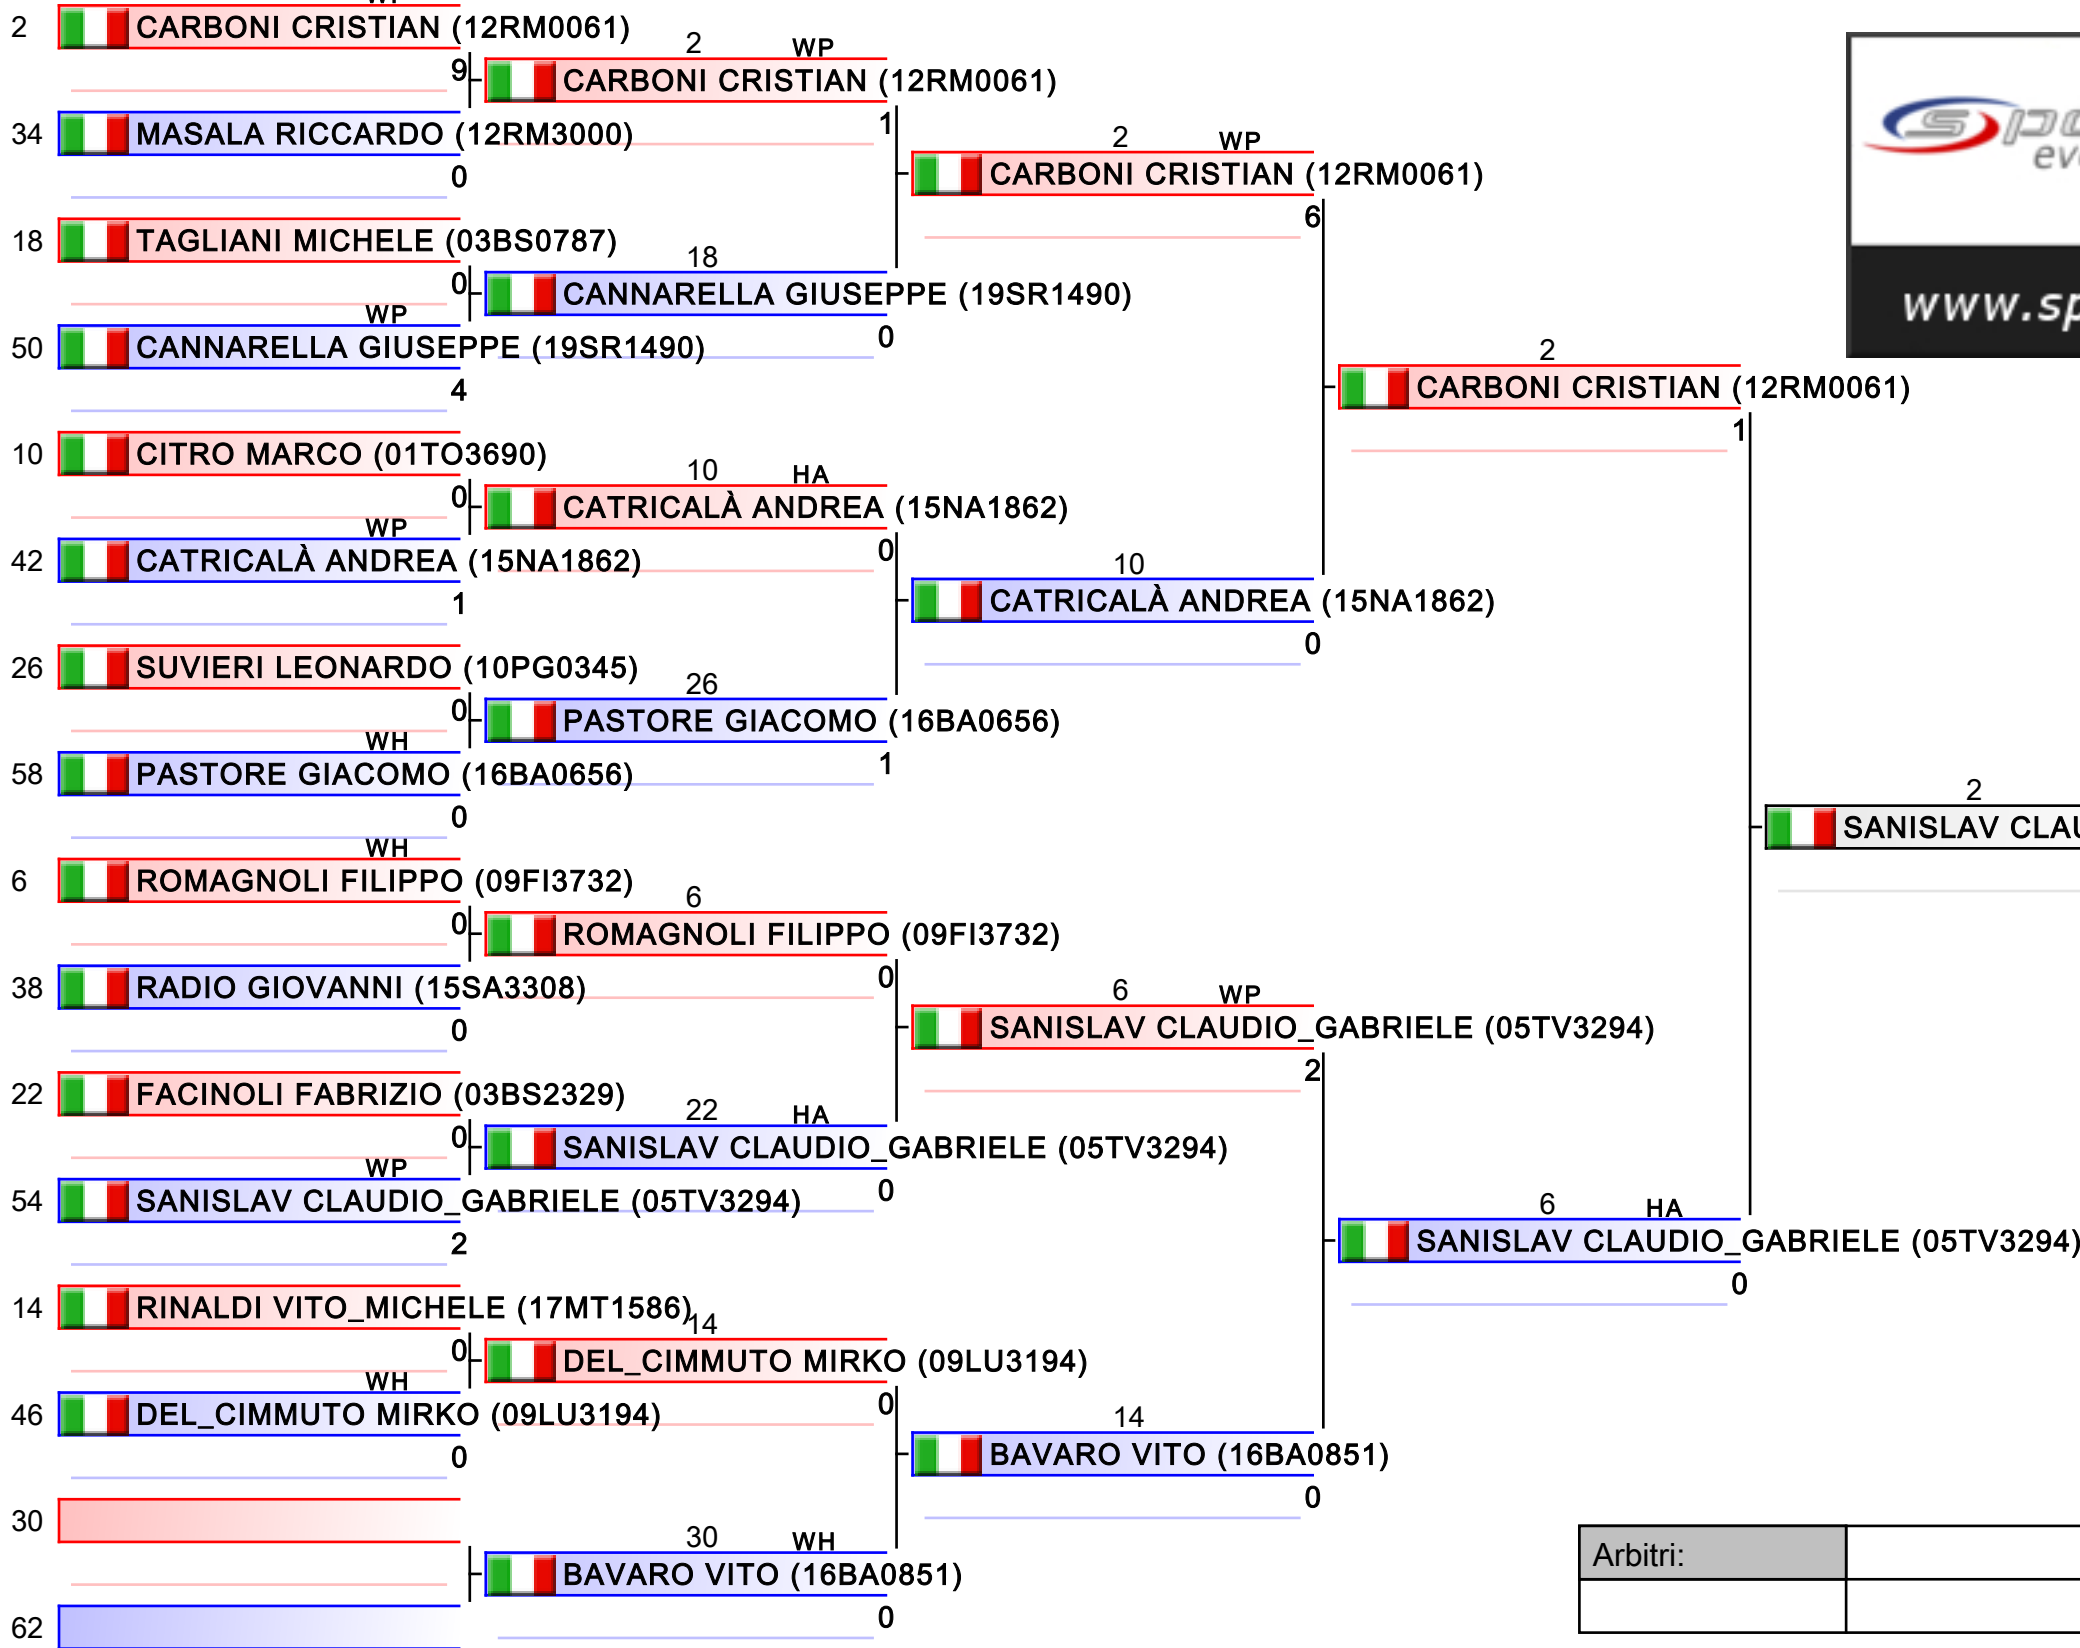 2 CARBONI CRISTIAN (12RM0061)
9
34 MASALA RICCARDO (12RM3000)
0
18 TAGLIANI MICHELE (03BS0787)
0
WP
50 CANNARELLA GIUSEPPE (19SR1490)
4
10 CITRO MARCO (01TO3690)
0
WP
42 CATRICALÀ ANDREA (15NA1862)
1
26 SUVIERI LEONARDO (10PG0345)
0
WH
58 PASTORE GIACOMO (16BA0656)
0
WH
6 ROMAGNOLI FILIPPO (09FI3732)
0
38 RADIO GIOVANNI (15SA3308)
0
22 FACINOLI FABRIZIO (03BS2329)
0
WP
54 SANISLAV CLAUDIO_GABRIELE (05TV3294)
2
14 RINALDI VITO_MICHELE (17MT1586)
0
WH
46 DEL_CIMMUTO MIRKO (09LU3194)
0
30
62
2 WP
CARBONI CRISTIAN (12RM0061)
1
18
CANNARELLA GIUSEPPE (19SR1490)
0
10 HA
CATRICALÀ ANDREA (15NA1862)
0
26
PASTORE GIACOMO (16BA0656)
1
6
ROMAGNOLI FILIPPO (09FI3732)
0
22 HA
SANISLAV CLAUDIO_GABRIELE (05TV3294)
0
14
DEL_CIMMUTO MIRKO (09LU3194)
0
30 WH
BAVARO VITO (16BA0851)
0
2 WP
CARBONI CRISTIAN (12RM0061)
6
10
CATRICALÀ ANDREA (15NA1862)
0
6 WP
SANISLAV CLAUDIO_GABRIELE (05TV3294)
2
14
BAVARO VITO (16BA0851)
0
2
CARBONI CRISTIAN (12RM0061)
1
6 HA
SANISLAV CLAUDIO_GABRIELE (05TV3294)
0
2
SANISLAV CLAU
www.sp
Arbitri: